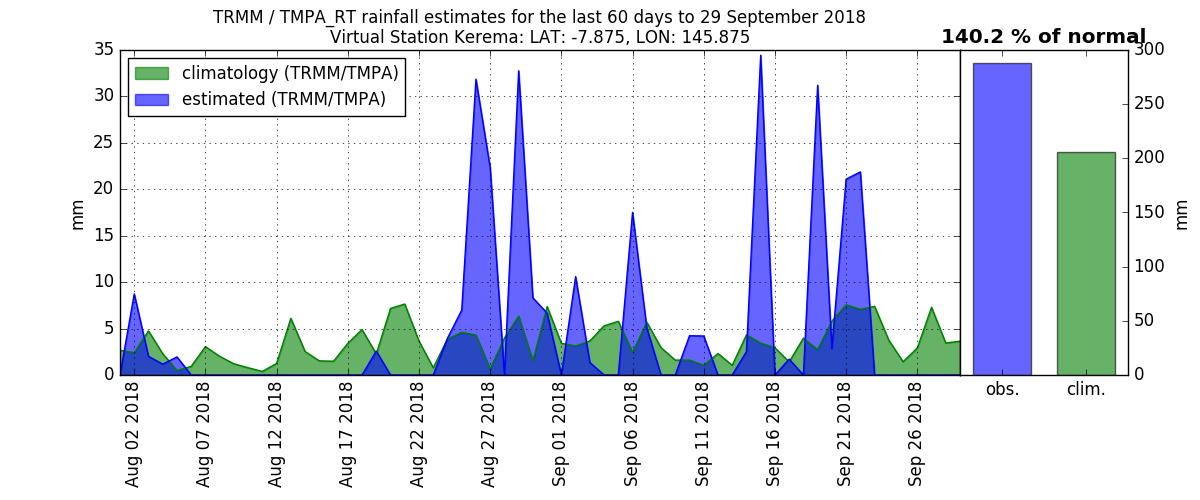 TRMM / TMPA_RT rainfall estimates for the last 60 days to 29 September 2018
Virtual Station Kerema: LAT: -7.875, LON: 145.875
140.2 % of normal
climatology (TRMM/TMPA)
estimated (TRMM/TMPA)
35
30
25
20
15
10
5
0
mm
Aug 02 2018
Aug 07 2018
Aug 12 2018
Aug 17 2018
Aug 22 2018
Aug 27 2018
Sep 01 2018
Sep 06 2018
Sep 11 2018
Sep 16 2018
Sep 21 2018
Sep 26 2018
obs.
clim.
300
250
200
150
100
50
0
mm